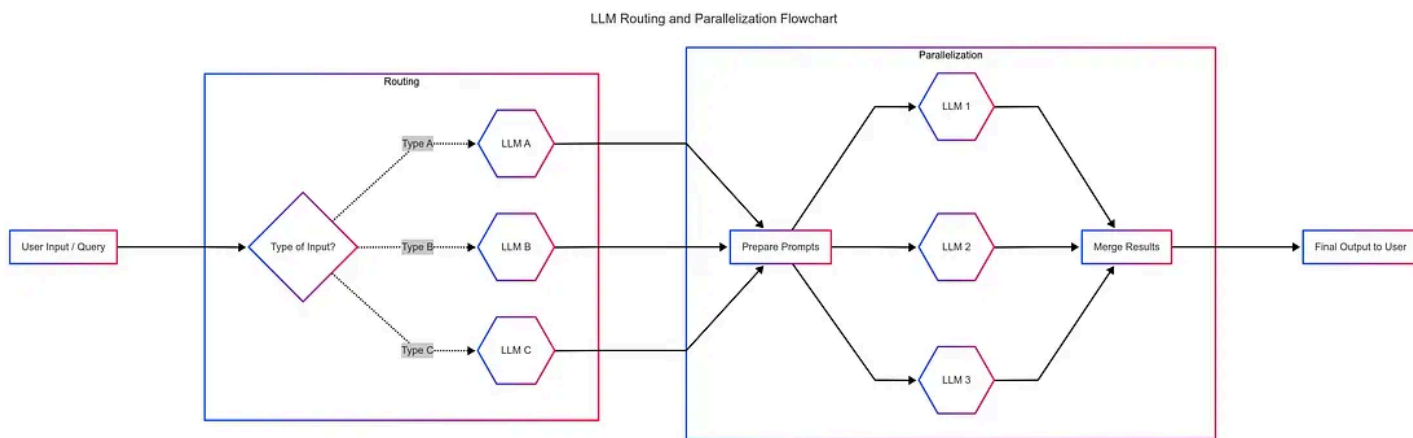 LLM Routing and Parallelization Flowchart
Routing
Parallelization
User Input / Query
Type of Input?
Type A
LLM A
Type B
LLM B
Type C
LLM C
Prepare Prompts
LLM 1
LLM 2
LLM 3
Merge Results
Final Output to User